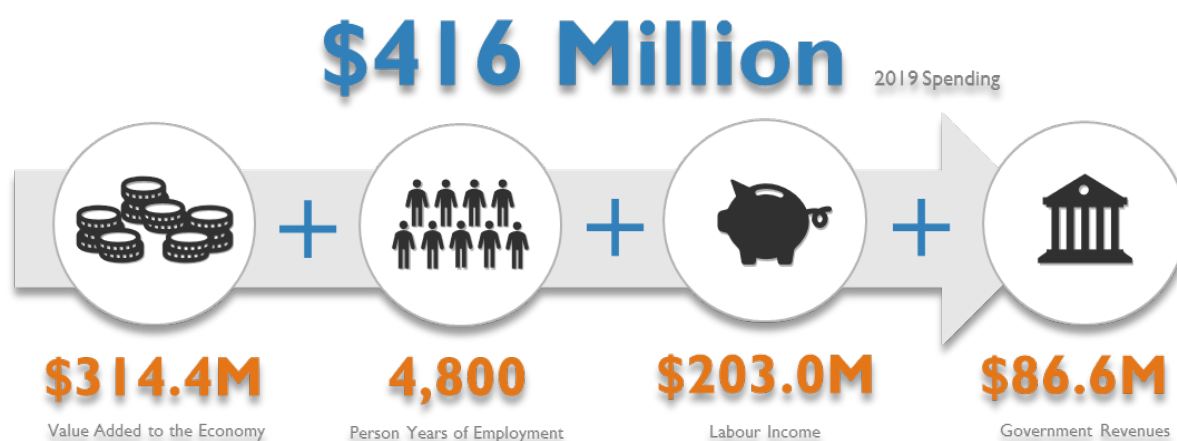 $416 Million 2019 Spending
+ + +
$314.4M 4,800 $203.0M $86.6M
Value Added to the Economy Person Years of Employment Labour Income Government Revenues